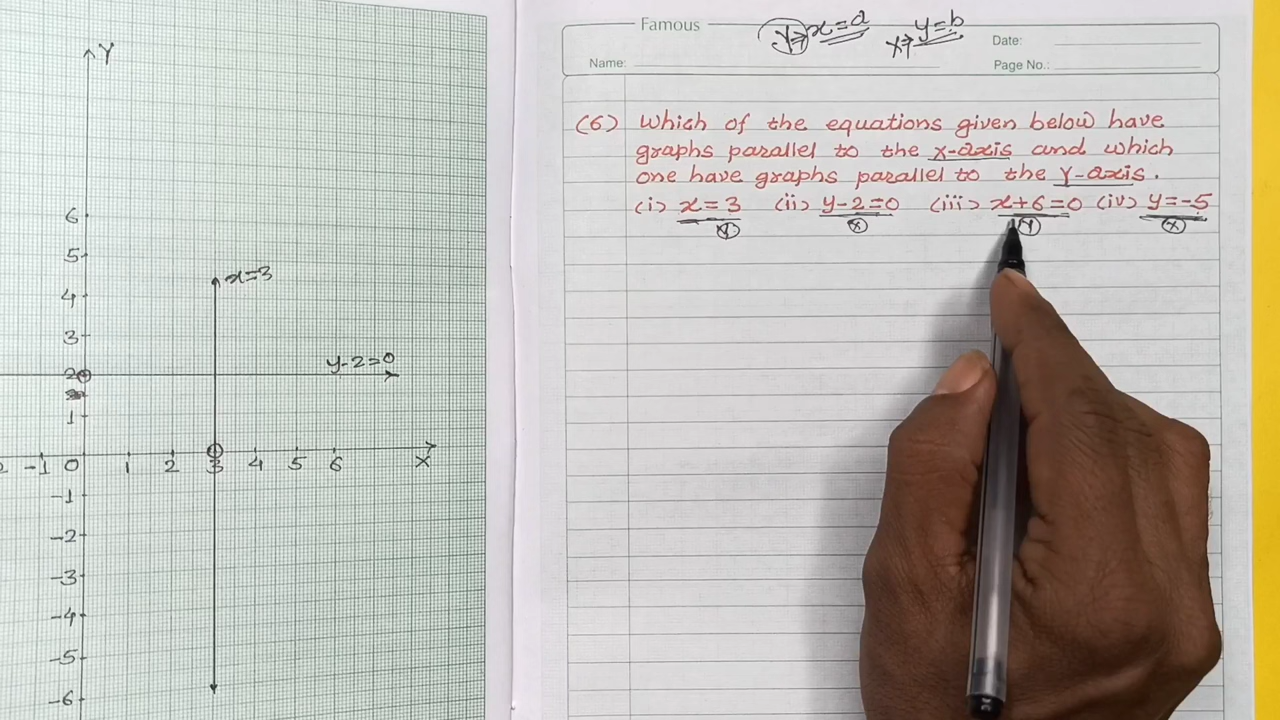 Y
6
5
4
3
2
1
x=3
y-2=0
-1 0 1 2 3 4 5 6 X
-1
-2
-3
-4
-5
-6
Famous
Y→ x=a
X→ y=b
Date:
Name:
Page No.:
(6) Which of the equations given below have
graphs parallel to the x-axis and which
one have graphs parallel to the Y-axis.
(i) x=3 (ii) y-2=0 (iii) x+6=0 (iv) y=-5
Y X Y X